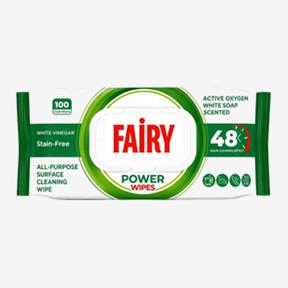 100
WHITE VINEGAR
Stain-Free
ALL-PURPOSE
SURFACE
CLEANING
WIPE
FAIRY
POWER
WIPES
ACTIVE OXYGEN
WHITE SOAP
SCENTED
48